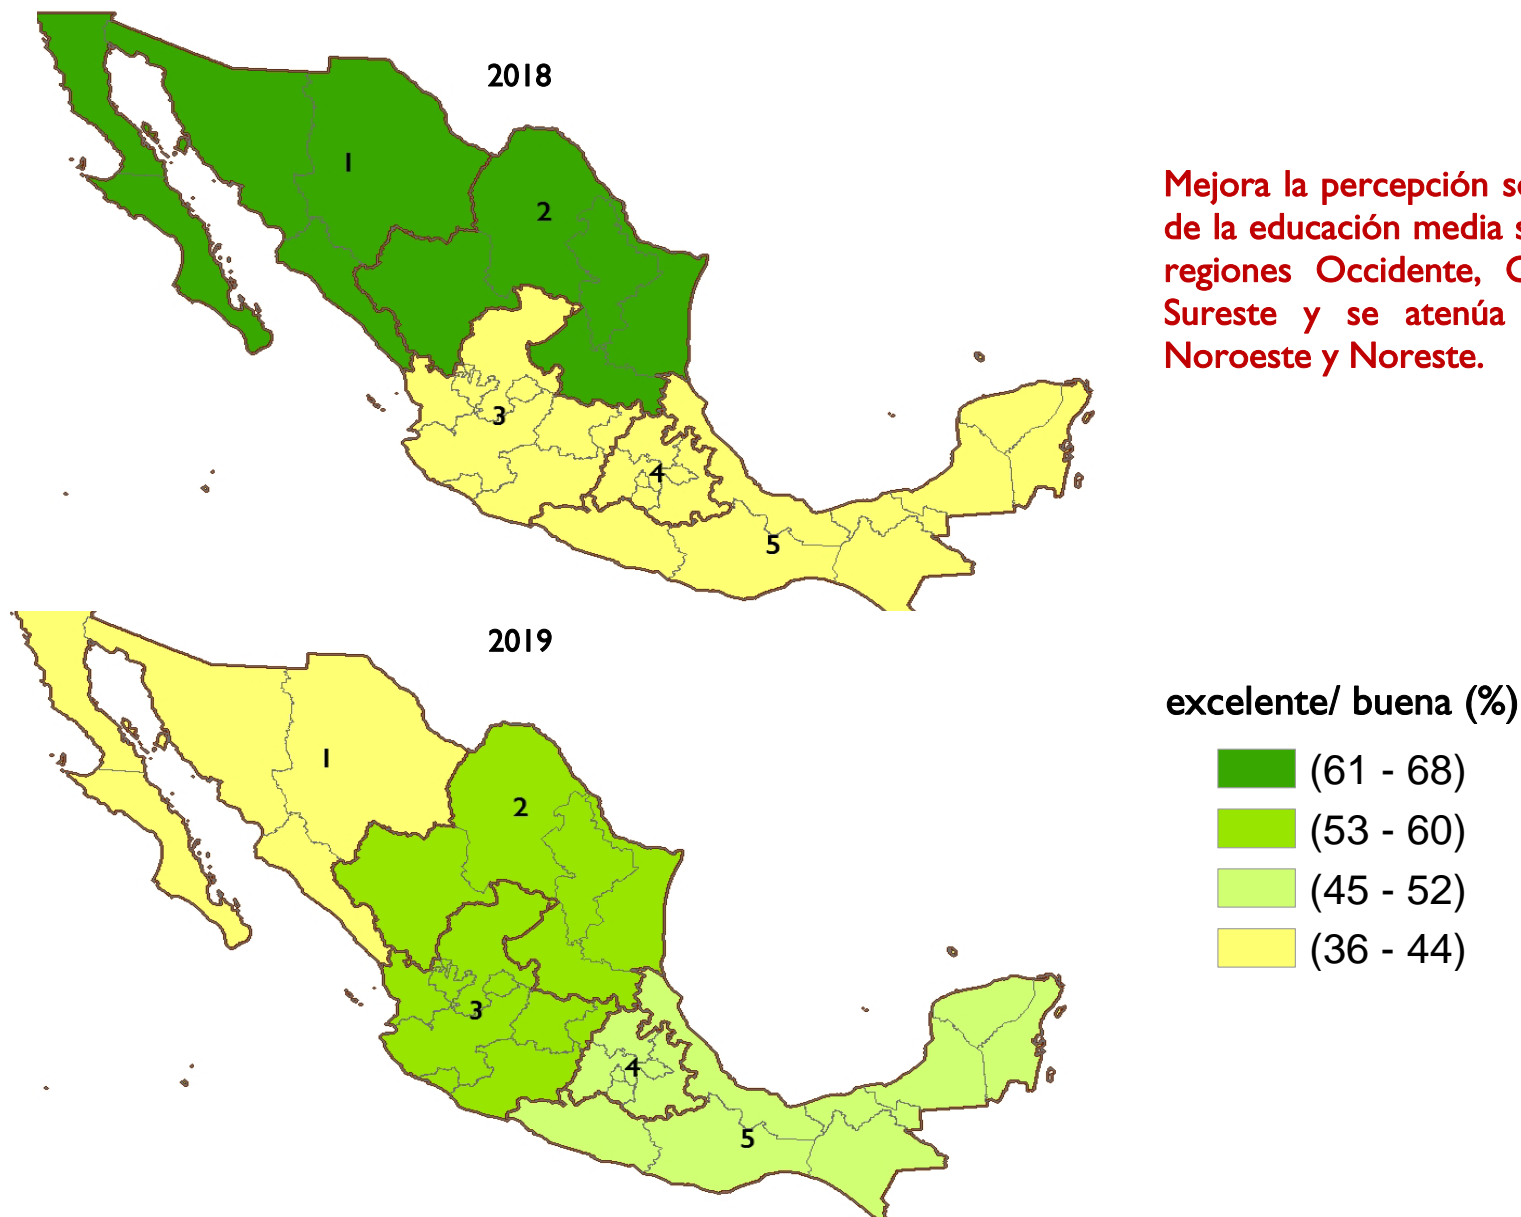 2018
1
2
3
4
5
Mejora la percepción
de la educación media
regiones Occidente,
Sureste y se atenúa
Noroeste y Noreste.
2019
1
2
3
4
5
excelente/ buena (%)
(61 - 68)
(53 - 60)
(45 - 52)
(36 - 44)